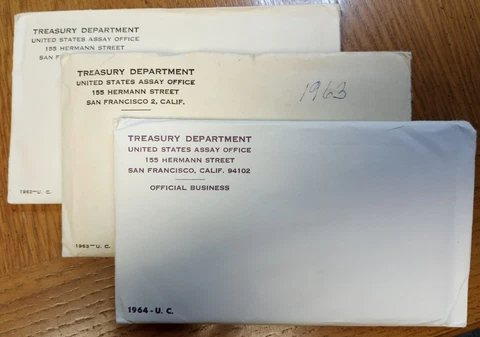 TREASURY DEPARTMENT
UNITED STATES ASSAY OFFICE
155 HERMANN STREET
SAN
U. C.
TREASURY DEPARTMENT
UNITED STATES ASSAY OFFICE
155 HERMANN STREET
SAN FRANCISCO 2, CALIF.
1963
1963—U. C.
TREASURY DEPARTMENT
UNITED STATES ASSAY OFFICE
155 HERMANN STREET
SAN FRANCISCO, CALIF. 94102
OFFICIAL BUSINESS
1964-U. C.